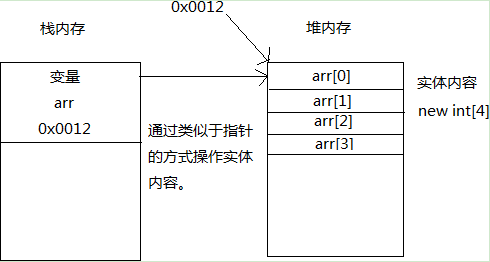 0x0012
栈内存
堆内存
变量
arr
0x0012
通过类似于指针
的方式操作实体
内容。
arr[0]
arr[1]
arr[2]
arr[3]
实体内容
new int[4]